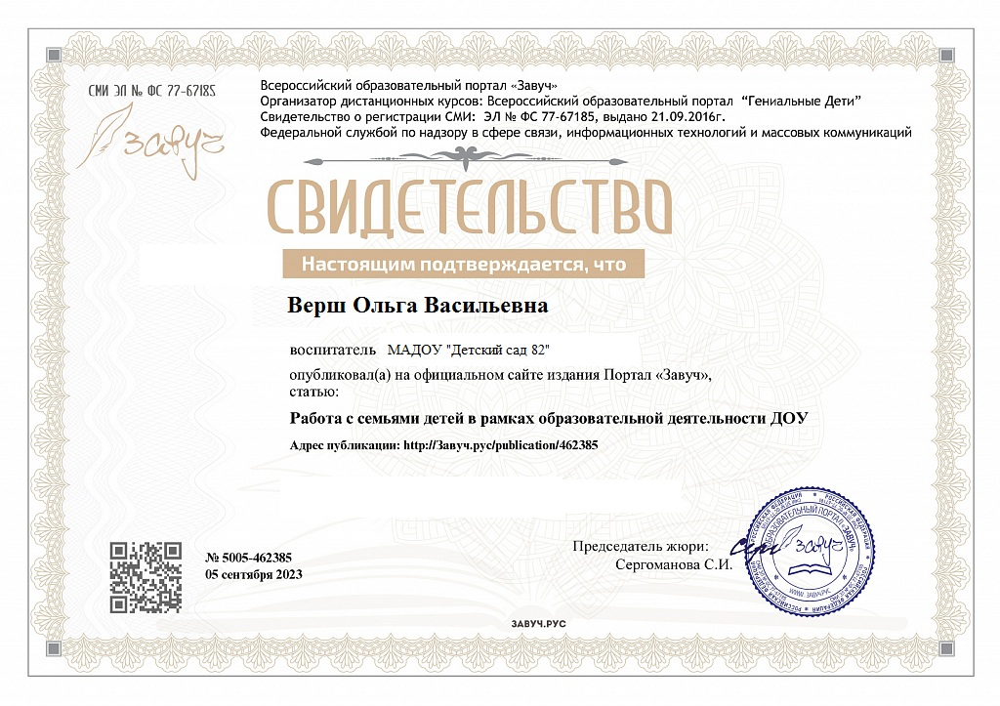 СМИ ЭЛ № ФС 77-67185
завуч
Всероссийский образовательный портал «Завуч»
Организатор дистанционных курсов: Всероссийский образовательный портал “Гениальные Дети”
Свидетельство о регистрации СМИ: ЭЛ № ФС 77-67185, выдано 21.09.2016г.
Федеральной службой по надзору в сфере связи, информационных технологий и массовых коммуникаций
СВИДЕТЕЛЬСТВО
Настоящим подтверждается, что
Верш Ольга Васильевна
воспитатель МАДОУ "Детский сад 82"
опубликовал(а) на официальном сайте издания Портал «Завуч»,
статью:
Работа с семьями детей в рамках образовательной деятельности ДОУ
Адрес публикации: http://Завуч.рус/publication/462385
№ 5005-462385
05 сентября 2023
Председатель жюри:
Сергоманова С.И.
РОССИЙСКАЯ ФЕДЕРАЦИЯ
ОБРАЗОВАТЕЛЬНЫЙ ПОРТАЛ «ЗАВУЧ»
завуч
WWW.ЗАВУЧ.РУС
ЗАВУЧ.РУС